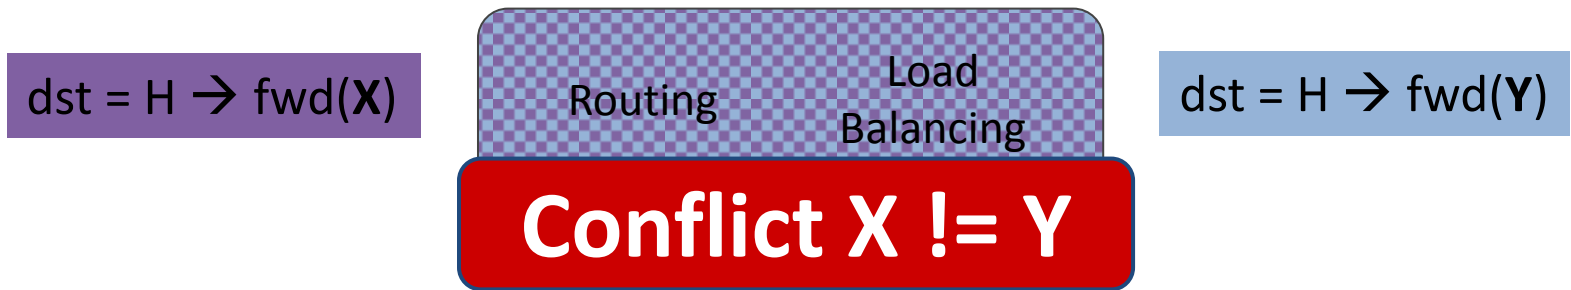 dst = H → fwd(X)
Routing
Load
Balancing
dst = H → fwd(Y)
Conflict X != Y